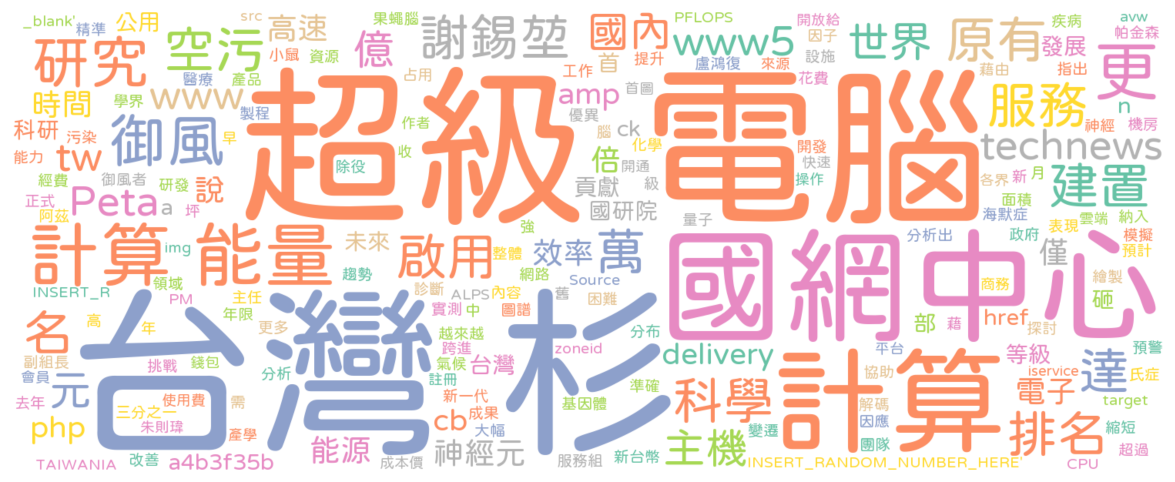 _blank' 精準 公用 src 果蠅腦 高速 億 謝錫堃 國內 PFLOPS 開放給 因子 疾病 avw 帕金森
研究 空污 小鼠 資源 首 提升 www5 盧鴻復 來源 設施 世界 原有 發展 指出 更
醫療 產品 占用 工作 首圖 花費 藉由
時間 學界 www 製程 早 作者 amp 優異 腦 ck 化學 服務 n 機房
科研 污染 御風 超級電腦 倍 開發 快速 神經
能力 tw 除役 收 開通 操作 technews
經費 御風者 研發 說 貢獻 級 各界 新 月 建置
正式 Peta a 坪 國研院 量子 面積 海默症 雲端 納入
阿茲 強 表現
計算 能量 未來 啟用 整體 效率 萬 國網中心 分析出 政府 僅 模擬 預計
img 趨勢 網路 Source 商務 繪製
INSERT_R 領域 診斷 ALPS 內容 舊 困難 砸
PM 主任 實測 中 圖譜 部 藉 href 探討
名 高 年 年限 更多 台灣杉 越來越 zoneid 分布 平台 預警
副組長 挑戰 錢包 分析 跨進 氣候 台灣 delivery 等級 iservice
會員 元 註冊 準確 協助 電子 達 氏症
去年 使用費 需 新一代 基因體 科學 計算 解碼 target
php 三分之一 cb 成果 因應 排名 縮短
朱則瑋 產學 大幅 新台幣 主機 變遷 團隊 超過
改善 能源 神經元
TAIWANIA a4b3f35b 成本價 服務組 INSERT_RANDOM_NUMBER_HERE' CPU